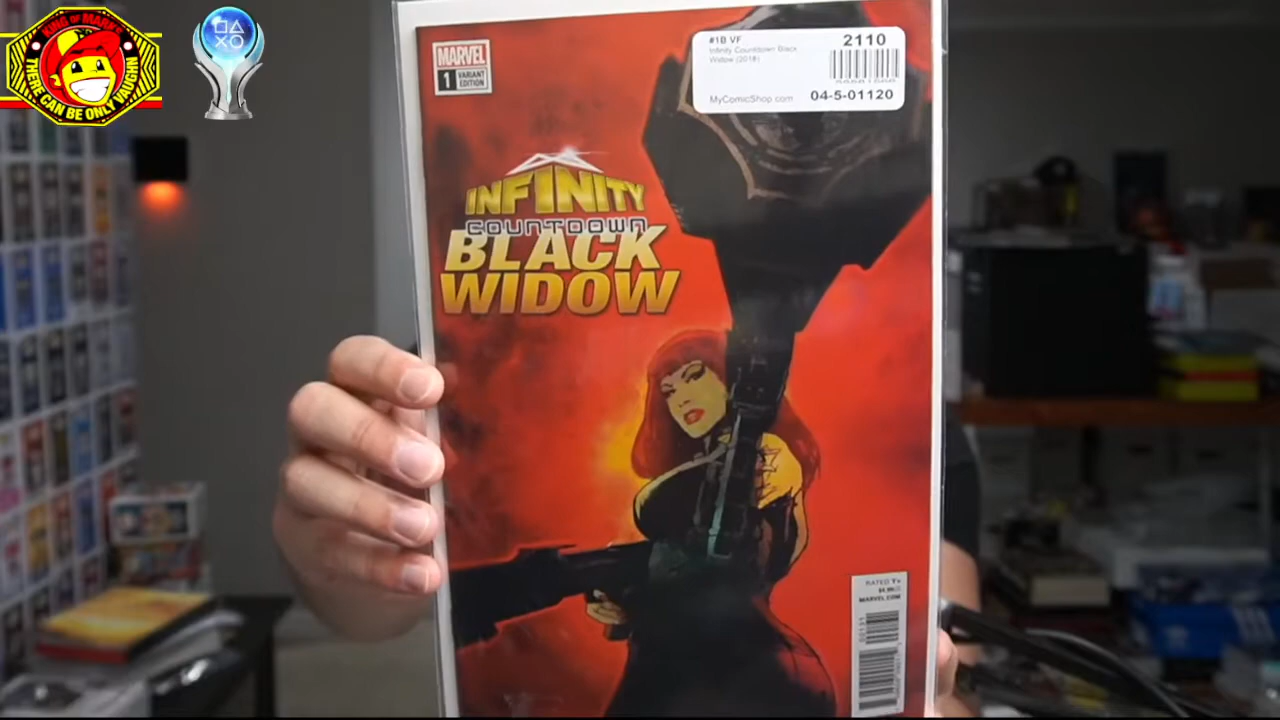 KING OF MARKS
THERE CAN BE ONLY VAUGHN
MARVEL
1 VARIANT
EDITION
#1B VF
2110
Infinity Countdown Black
Widow (2018)
MyComicShop.com
04-5-01120
INFINITY
COUNTDOWN
BLACK
WIDOW
RATED T+
MARVEL.COM